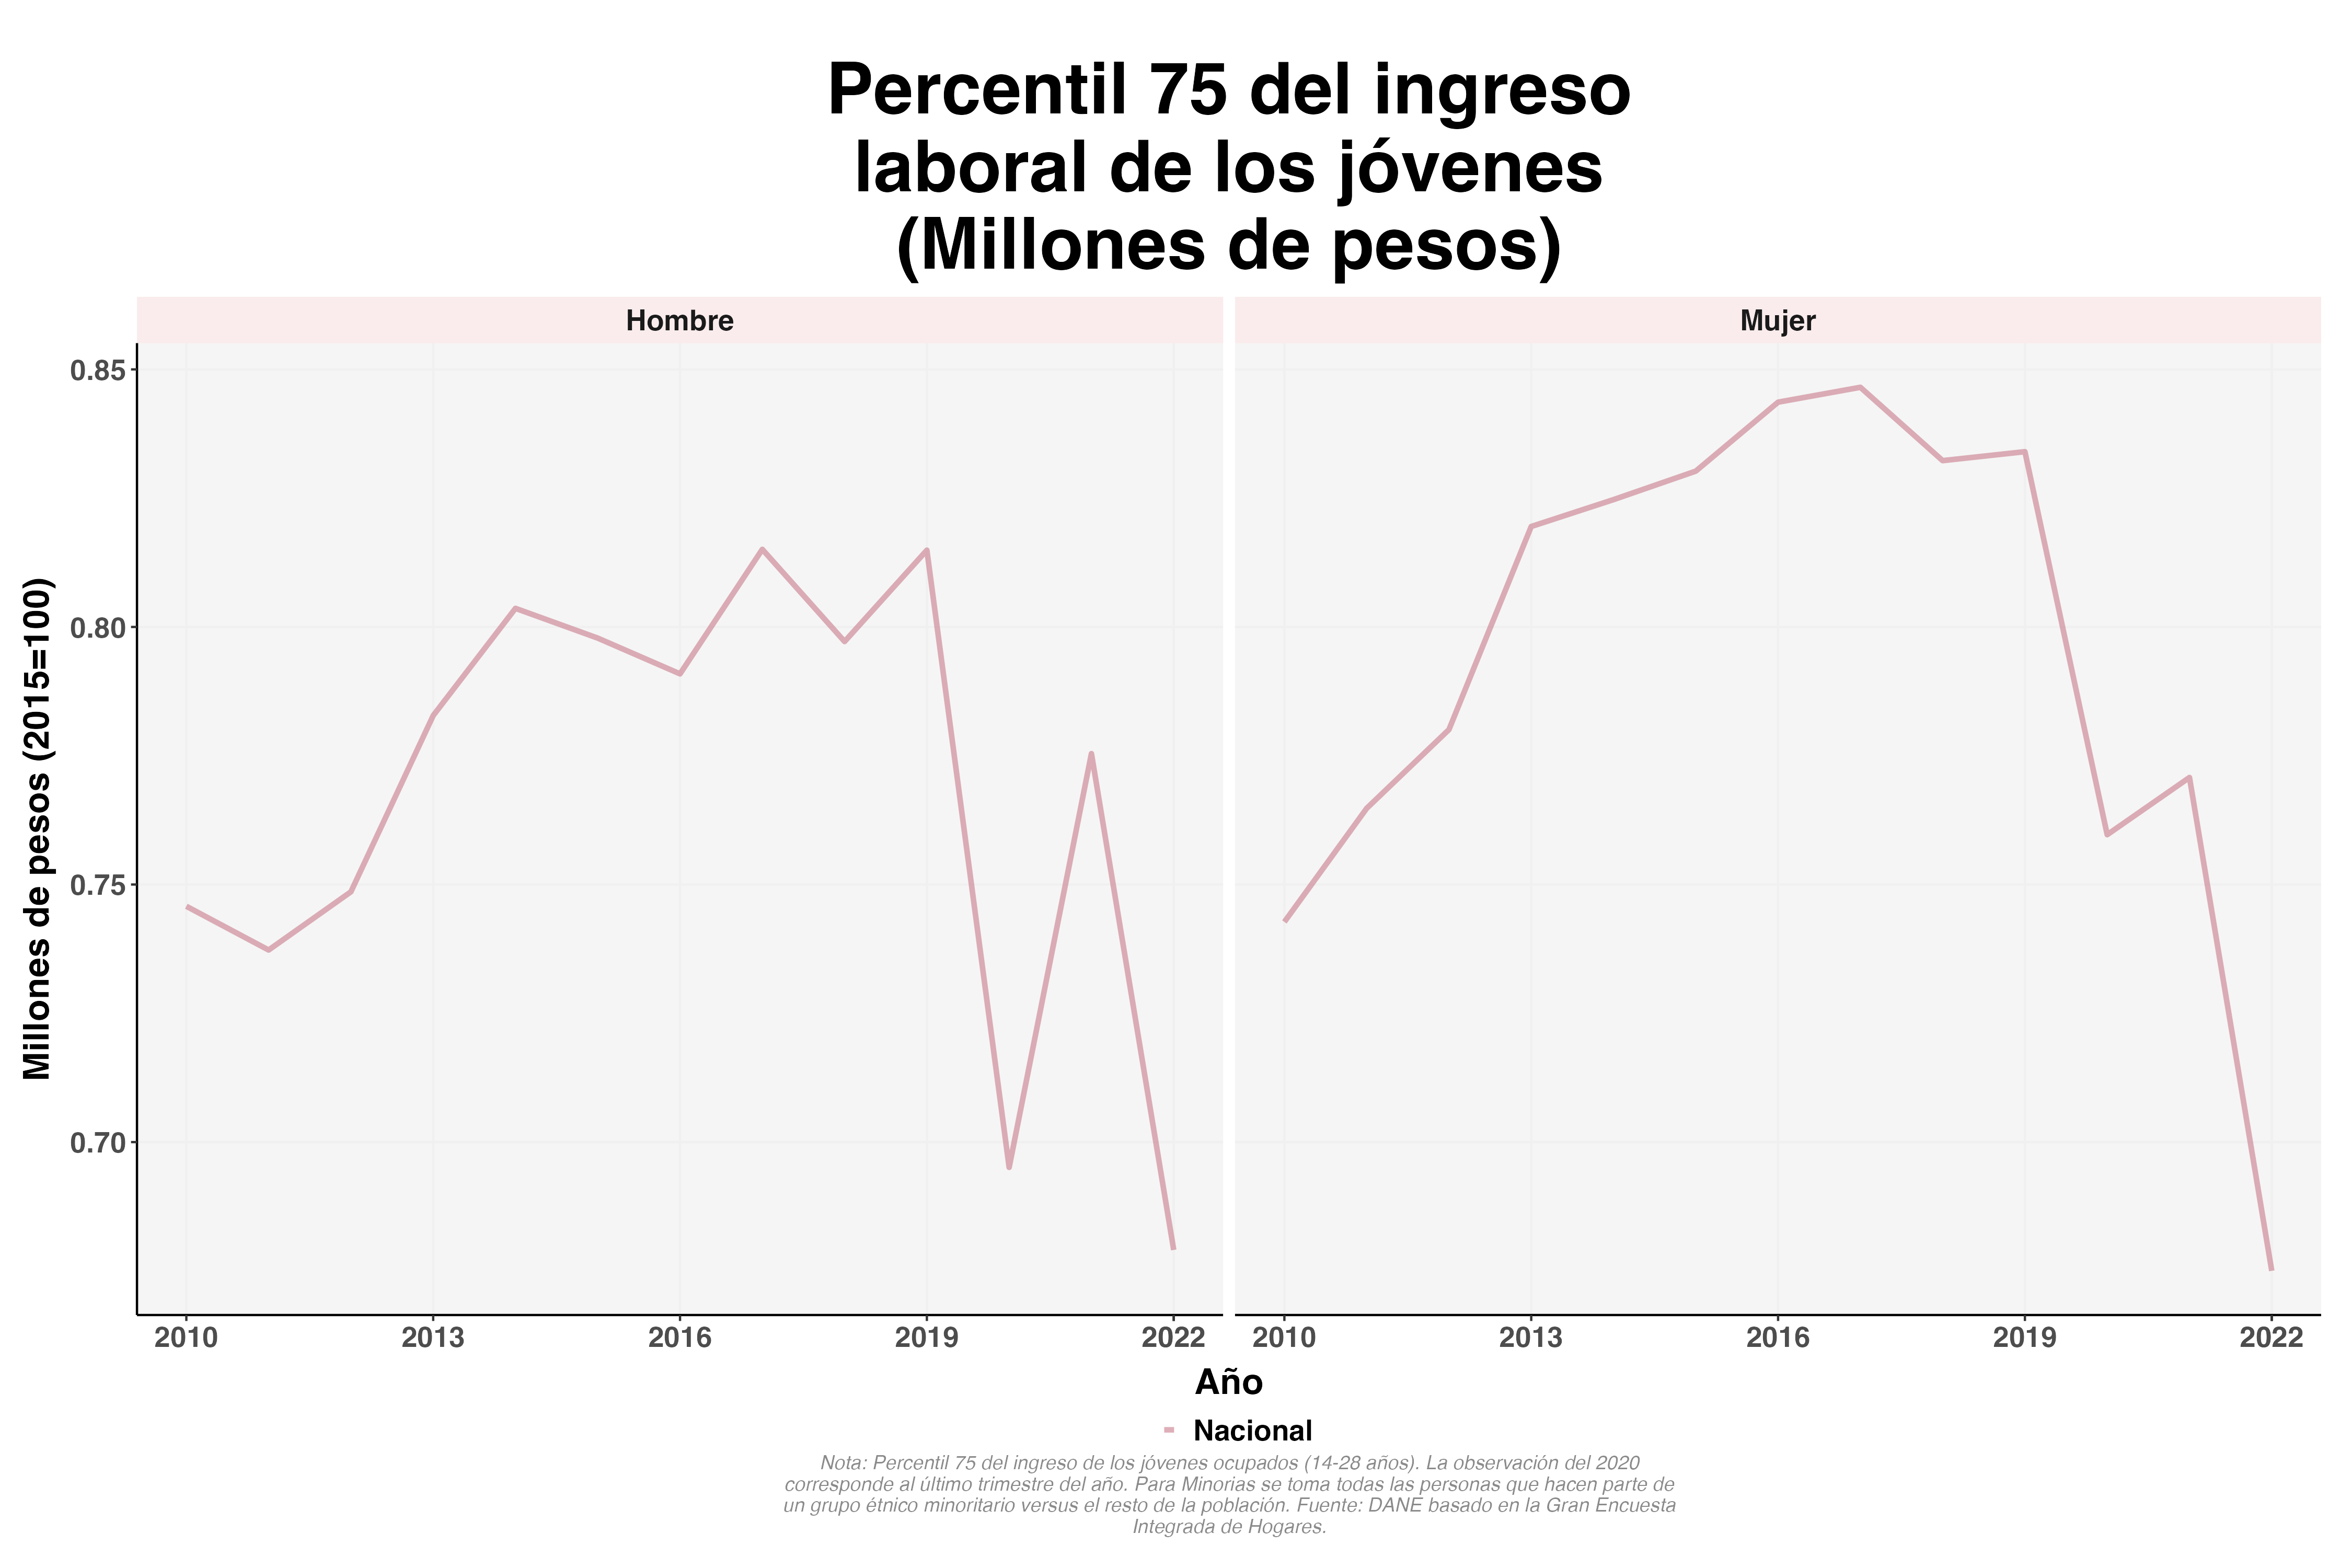 Percentil 75 del ingreso
laboral de los jóvenes
(Millones de pesos)
Hombre
Mujer
Millones de pesos (2015=100)
0.85
0.80
0.75
0.70
2010 2013 2016 2019 2022
2010 2013 2016 2019 2022
Año
Nacional
Nota: Percentil 75 del ingreso de los jóvenes ocupados (14-28 años). La observación del 2020
corresponde al último trimestre del año. Para Minorias se toma todas las personas que hacen parte de
un grupo étnico minoritario versus el resto de la población. Fuente: DANE basado en la Gran Encuesta
Integrada de Hogares.